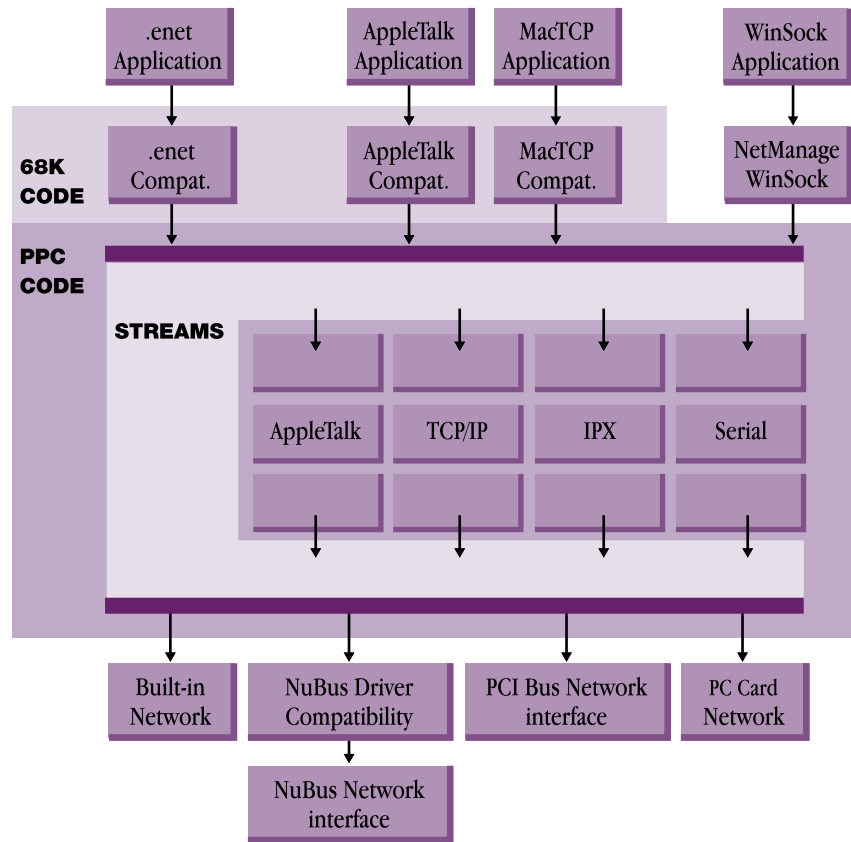 .enet
Application
AppleTalk
Application
MacTCP
Application
WinSock
Application
68K
CODE
.enet
Compat.
AppleTalk
Compat.
MacTCP
Compat.
NetManage
WinSock
PPC
CODE
STREAMS
AppleTalk
TCP/IP
IPX
Serial
Built-in
Network
NuBus Driver
Compatibility
PCI Bus Network
interface
PC Card
Network
NuBus Network
interface